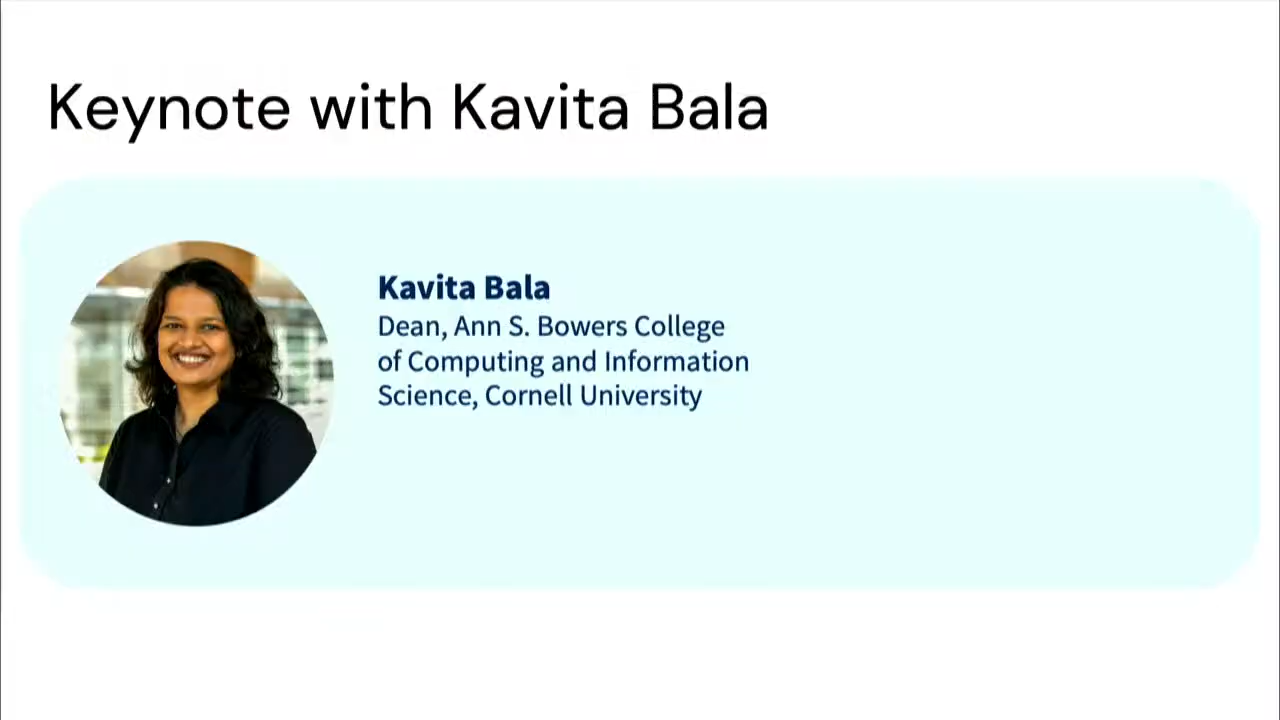 Keynote with Kavita Bala
Kavita Bala
Dean, Ann S. Bowers College
of Computing and Information
Science, Cornell University